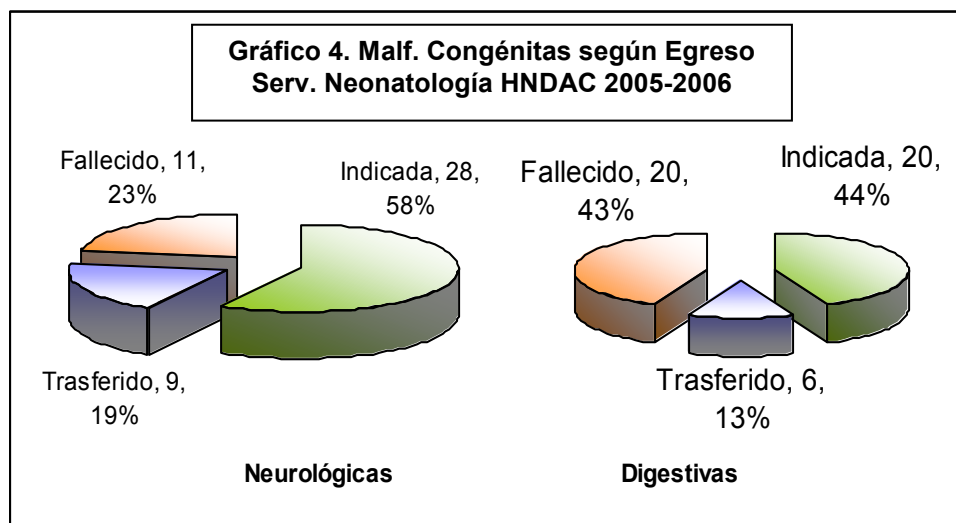 Gráfico 4. Malf. Congénitas según Egreso
Serv. Neonatología HNDAC 2005-2006
Fallecido, 11,
23%
Indicada, 28,
58%
Trasferido, 9,
19%
Neurológicas
Fallecido, 20,
43%
Indicada, 20,
44%
Trasferido, 6,
13%
Digestivas